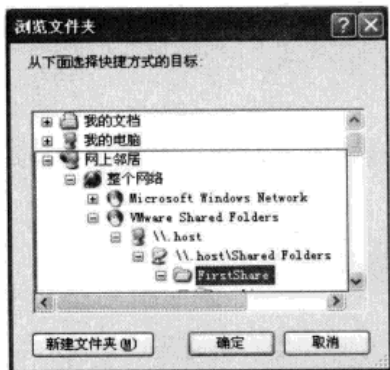 浏览文件夹
从下面选择快捷方式的目标:
我的文档
我的电脑
网上邻居
整个网络
Microsoft Windows Network
VMware Shared Folders
\\.host
\\.host\Shared Folders
FirstShare
新建文件夹(M) 确定 取消